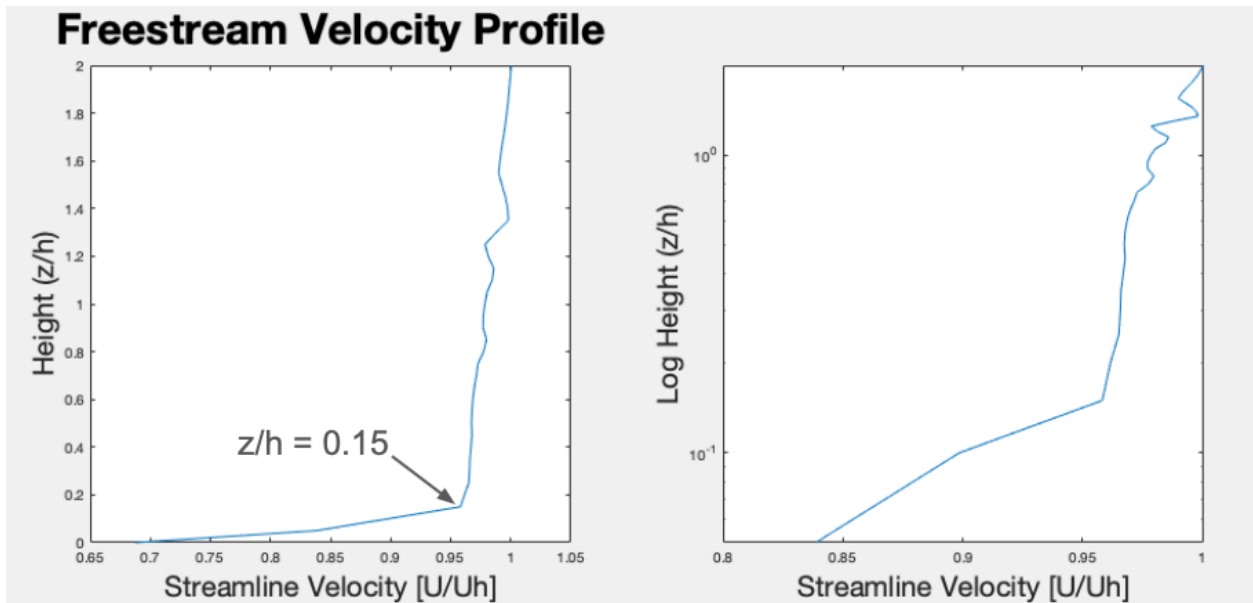 Freestream Velocity Profile
2
1.8
1.6
1.4
1.2
1
0.8
0.6
0.4
0.2
0
Height (z/h)
z/h = 0.15
0.65 0.7 0.75 0.8 0.85 0.9 0.95 1 1.05
Streamline Velocity [U/Uh]
10⁰
10⁻¹
Log Height (z/h)
0.8 0.85 0.9 0.95 1
Streamline Velocity [U/Uh]